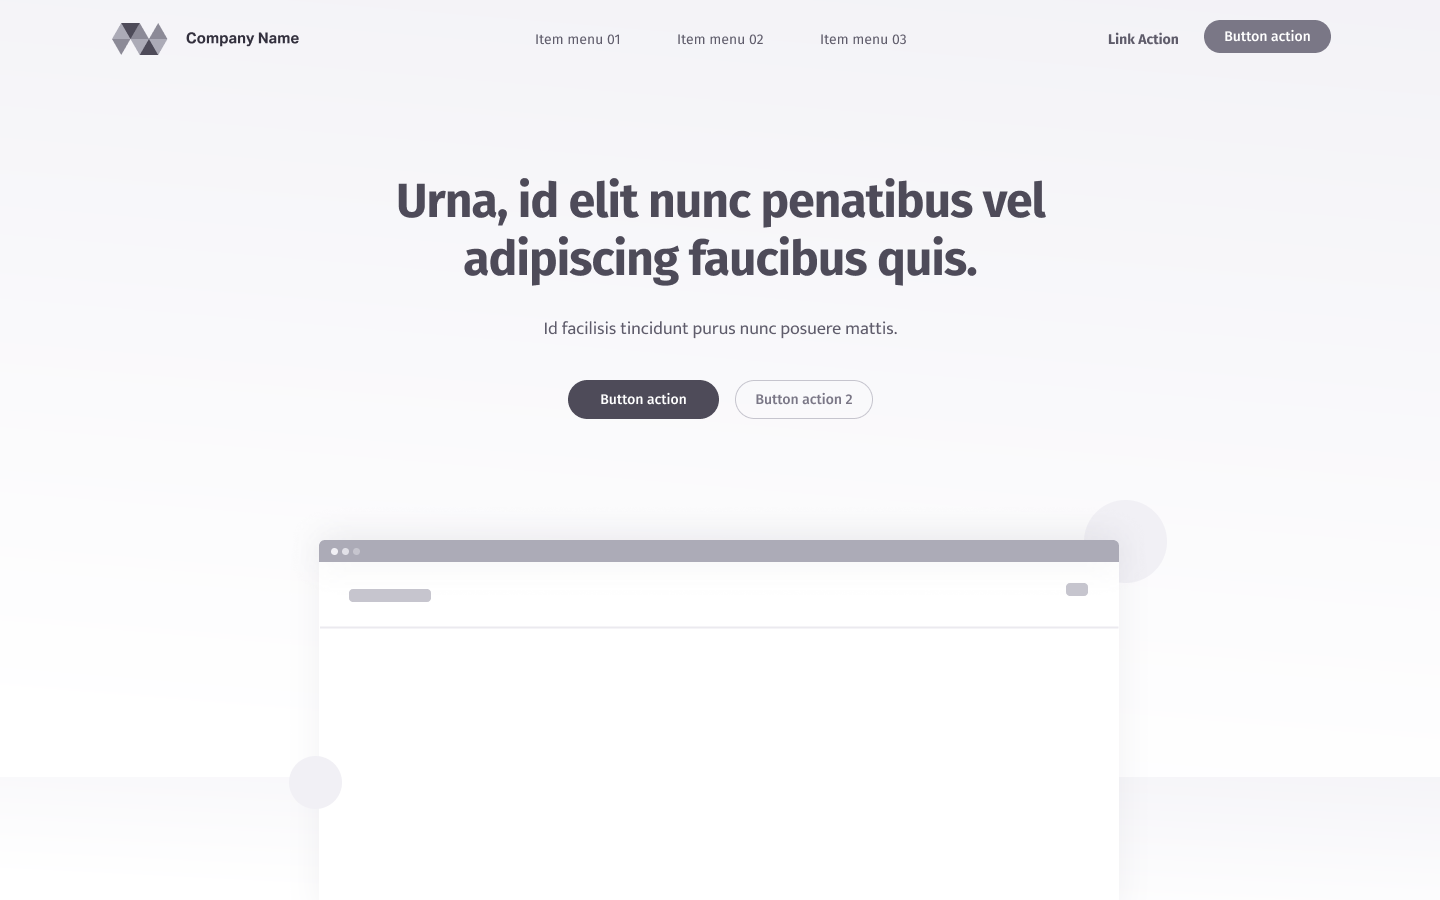 Company Name
Item menu 01
Item menu 02
Item menu 03
Link Action
Button action
Urna, id elit nunc penatibus vel
adipiscing faucibus quis.
Id facilisis tincidunt purus nunc posuere mattis.
Button action
Button action 2